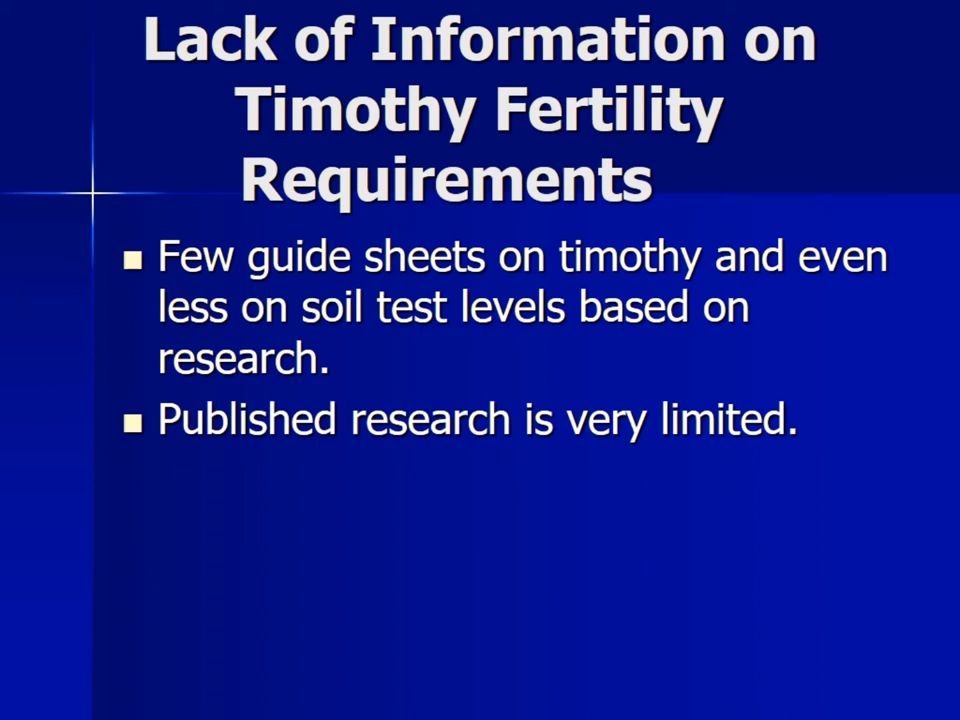 Lack of Information on
Timothy Fertility
Requirements
Few guide sheets on timothy and even
less on soil test levels based on
research.
Published research is very limited.